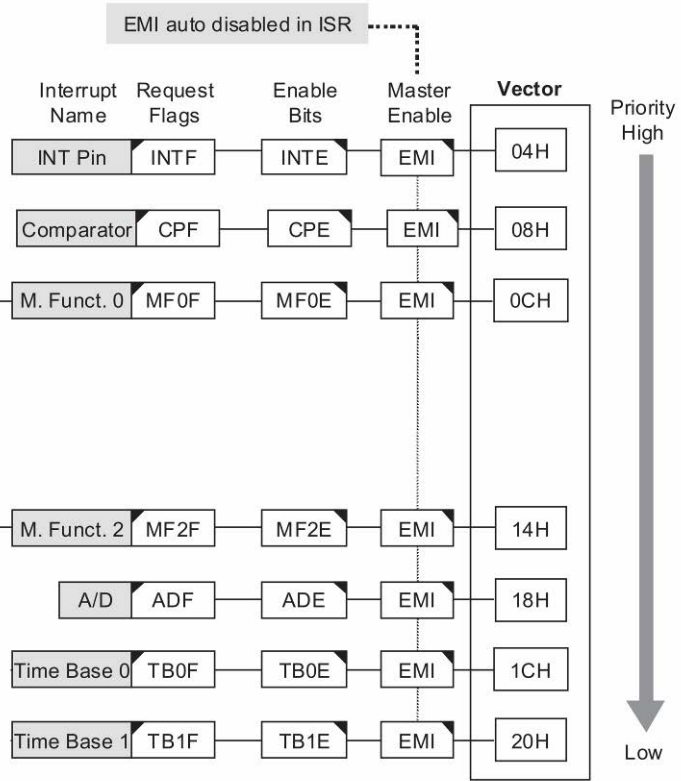 EMI auto disabled in ISR
Interrupt Name Request Flags Enable Bits Master Enable Vector Priority High
INT Pin INTF INTE EMI 04H
Comparator CPF CPE EMI 08H
M. Funct. 0 MF0F MF0E EMI 0CH
M. Funct. 2 MF2F MF2E EMI 14H
A/D ADF ADE EMI 18H
Time Base 0 TB0F TB0E EMI 1CH
Time Base 1 TB1F TB1E EMI 20H
Low